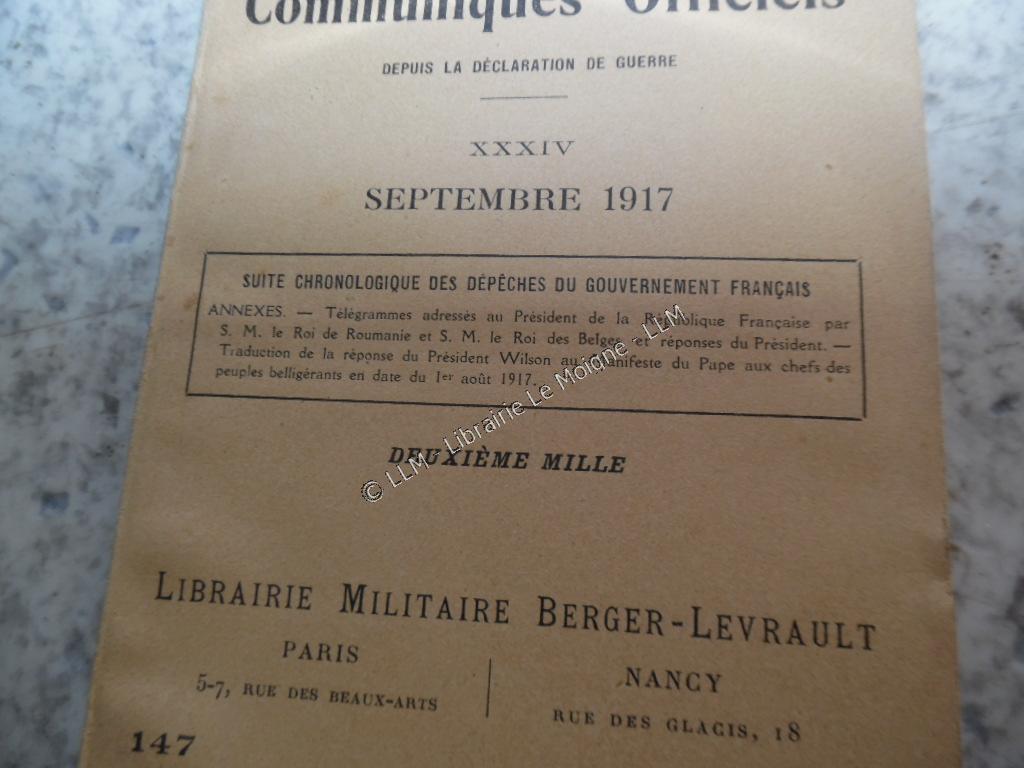 Communiqués Officiels
DEPUIS LA DÉCLARATION DE GUERRE
XXXIV
SEPTEMBRE 1917
SUITE CHRONOLOGIQUE DES DÉPÊCHES DU GOUVERNEMENT FRANÇAIS
ANNEXES. — Télégrammes adressés au Président de la République Française par
S. M. le Roi de Roumanie et S. M. le Roi des Belges, et réponses du Président. —
Traduction de la réponse du Président Wilson au manifeste du Pape aux chefs des
peuples belligérants en date du 1er août 1917.
© LLM - Librairie Le Moigne - LLM
DEUXIÈME MILLE
LIBRAIRIE MILITAIRE BERGER-LEVRAULT
PARIS
5-7, RUE DES BEAUX-ARTS
NANCY
RUE DES GLACIS, 18
147